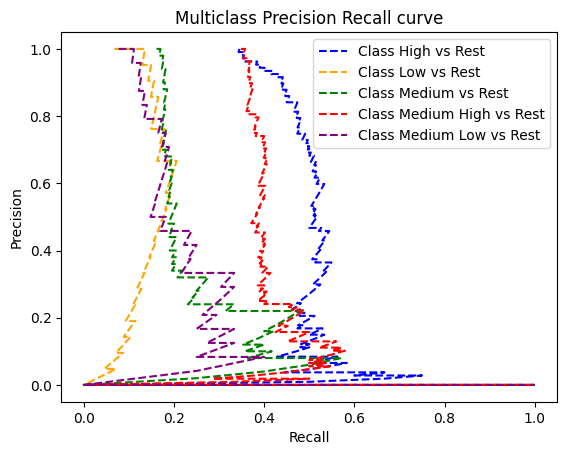 Multiclass Precision Recall curve
Class High vs Rest
Class Low vs Rest
Class Medium vs Rest
Class Medium High vs Rest
Class Medium Low vs Rest
Precision
1.0
0.8
0.6
0.4
0.2
0.0
0.0 0.2 0.4 0.6 0.8 1.0
Recall